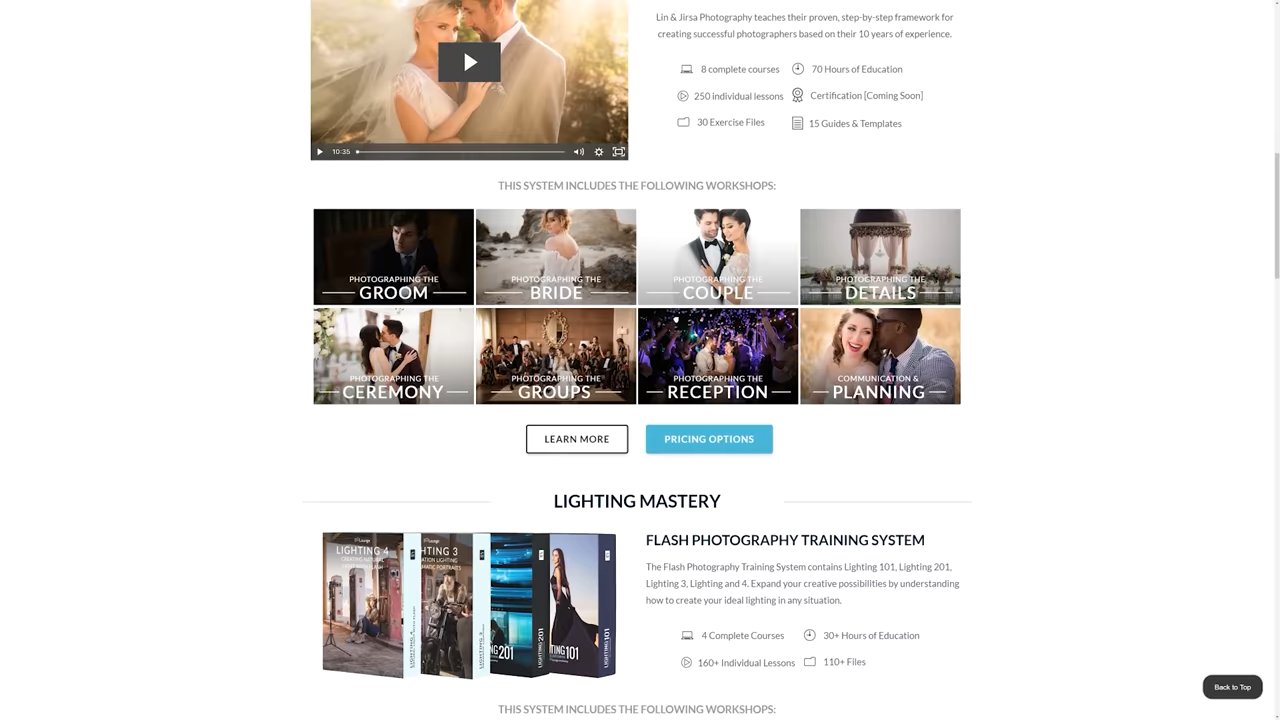 Lin & Jirsa Photography teaches their proven, step-by-step framework for
creating successful photographers based on their 10 years of experience.
8 complete courses
70 Hours of Education
250 individual lessons
Certification [Coming Soon]
30 Exercise Files
15 Guides & Templates
10:35
THIS SYSTEM INCLUDES THE FOLLOWING WORKSHOPS:
PHOTOGRAPHING THE
GROOM
PHOTOGRAPHING THE
BRIDE
PHOTOGRAPHING THE
COUPLE
PHOTOGRAPHING THE
DETAILS
PHOTOGRAPHING THE
CEREMONY
PHOTOGRAPHING THE
GROUPS
PHOTOGRAPHING THE
RECEPTION
COMMUNICATION &
PLANNING
LEARN MORE
PRICING OPTIONS
LIGHTING MASTERY
LIGHTING 4
LIGHTING 4
HTING 3
LIGHTING 3
NG201
LIGHTING201
TING101
LIGHTING101
FLASH PHOTOGRAPHY TRAINING SYSTEM
The Flash Photography Training System contains Lighting 101, Lighting 201,
Lighting 3, Lighting and 4. Expand your creative possibilities by understanding
how to create your ideal lighting in any situation.
4 Complete Courses
30+ Hours of Education
160+ Individual Lessons
110+ Files
Back to Top
THIS SYSTEM INCLUDES THE FOLLOWING WORKSHOPS: